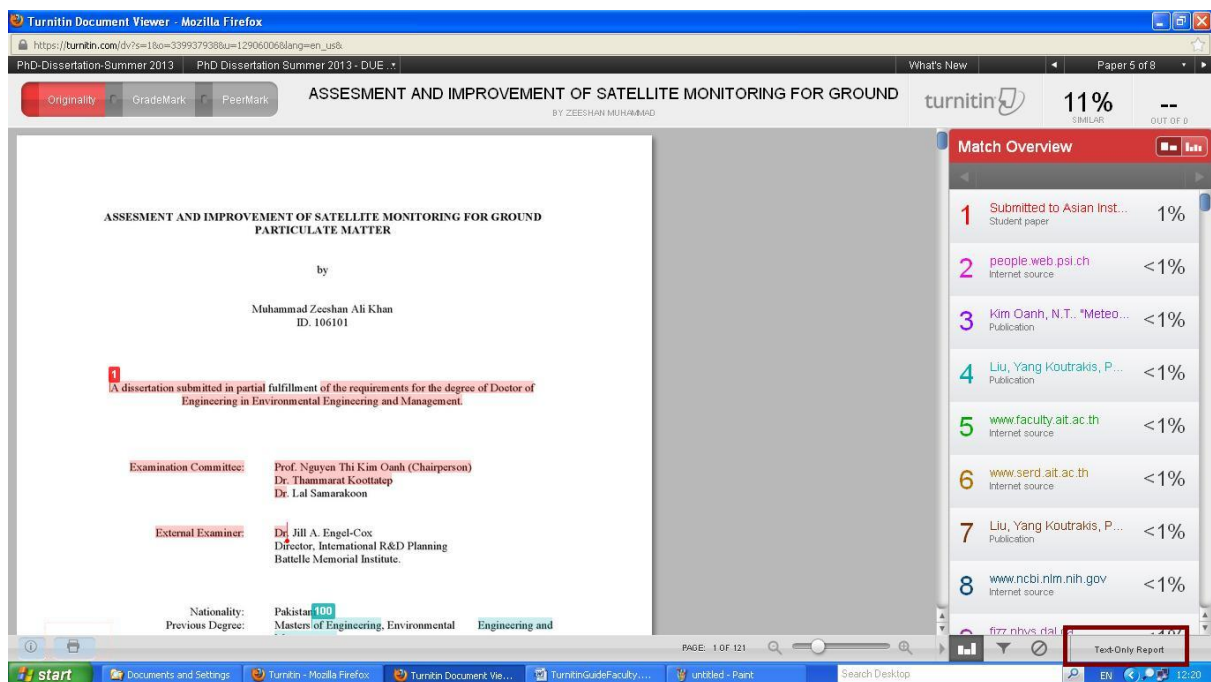 Turnitin Document Viewer - Mozilla Firefox
https://turnitin.com/dv?s=1&o=339937938&u=12906006&lang=en_us&
PhD-Dissertation-Summer 2013 PhD Dissertation Summer 2013 - DUE What's New Paper 5 of 8
Originality GradeMark PeerMark
ASSESMENT AND IMPROVEMENT OF SATELLITE MONITORING FOR GROUND
BY ZEESHAN MUHAMMAD
turnitin
11%
SIMILAR
--
OUT OF 0
ASSESMENT AND IMPROVEMENT OF SATELLITE MONITORING FOR GROUND
PARTICULATE MATTER
by
Muhammad Zeeshan Ali Khan
ID. 106101
1
A dissertation submitted in partial fulfillment of the requirements for the degree of Doctor of
Engineering in Environmental Engineering and Management.
Examination Committee: Prof. Nguyen Thi Kim Oanh (Chairperson)
Dr. Thammarat Koottatep
Dr. Lal Samarakoon
External Examiner: Dr. Jill A. Engel-Cox
Director, International R&D Planning
Battelle Memorial Institute.
Nationality: Pakistan
100
Previous Degree: Masters of Engineering, Environmental Engineering and
Match Overview
1 Submitted to Asian Inst... 1%
Student paper
2 people.web.psi.ch <1%
Internet source
3 Kim Oanh, N.T.. "Meteo... <1%
Publication
4 Liu, Yang Koutrakis, P... <1%
Publication
5 www.faculty.ait.ac.th <1%
Internet source
6 www.serd.ait.ac.th <1%
Internet source
7 Liu, Yang Koutrakis, P... <1%
Publication
8 www.ncbi.nlm.nih.gov <1%
Internet source
PAGE: 1 OF 121
Text-Only Report
start Documents and Settings Turnitin - Mozilla Firefox Turnitin Document Vie... TurnitinGuideFaculty.... untitled - Paint Search Desktop EN 12:20